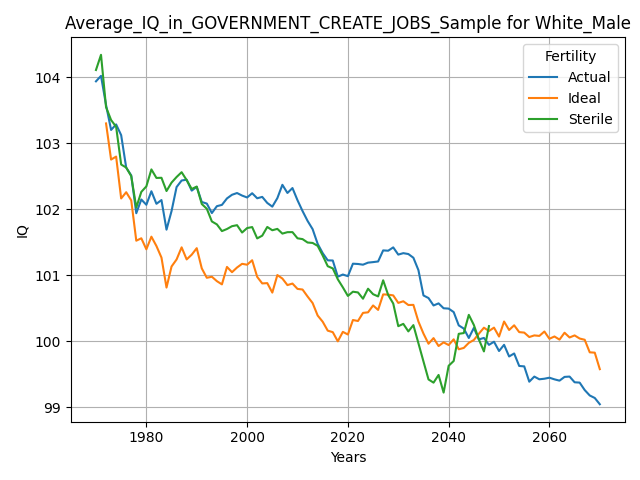 Average_IQ_in_GOVERNMENT_CREATE_JOBS_Sample for White_Male
Fertility
Actual
Ideal
Sterile
IQ
104
103
102
101
100
99
1980
2000
2020
2040
2060
Years